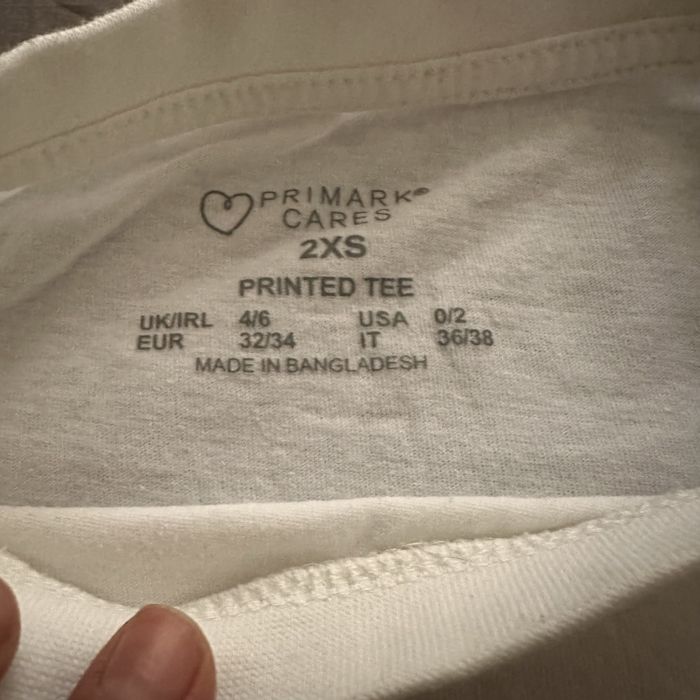 PRIMARK®
CARES
2XS
PRINTED TEE
UK/IRL 4/6 USA 0/2
EUR 32/34 IT 36/38
MADE IN BANGLADESH